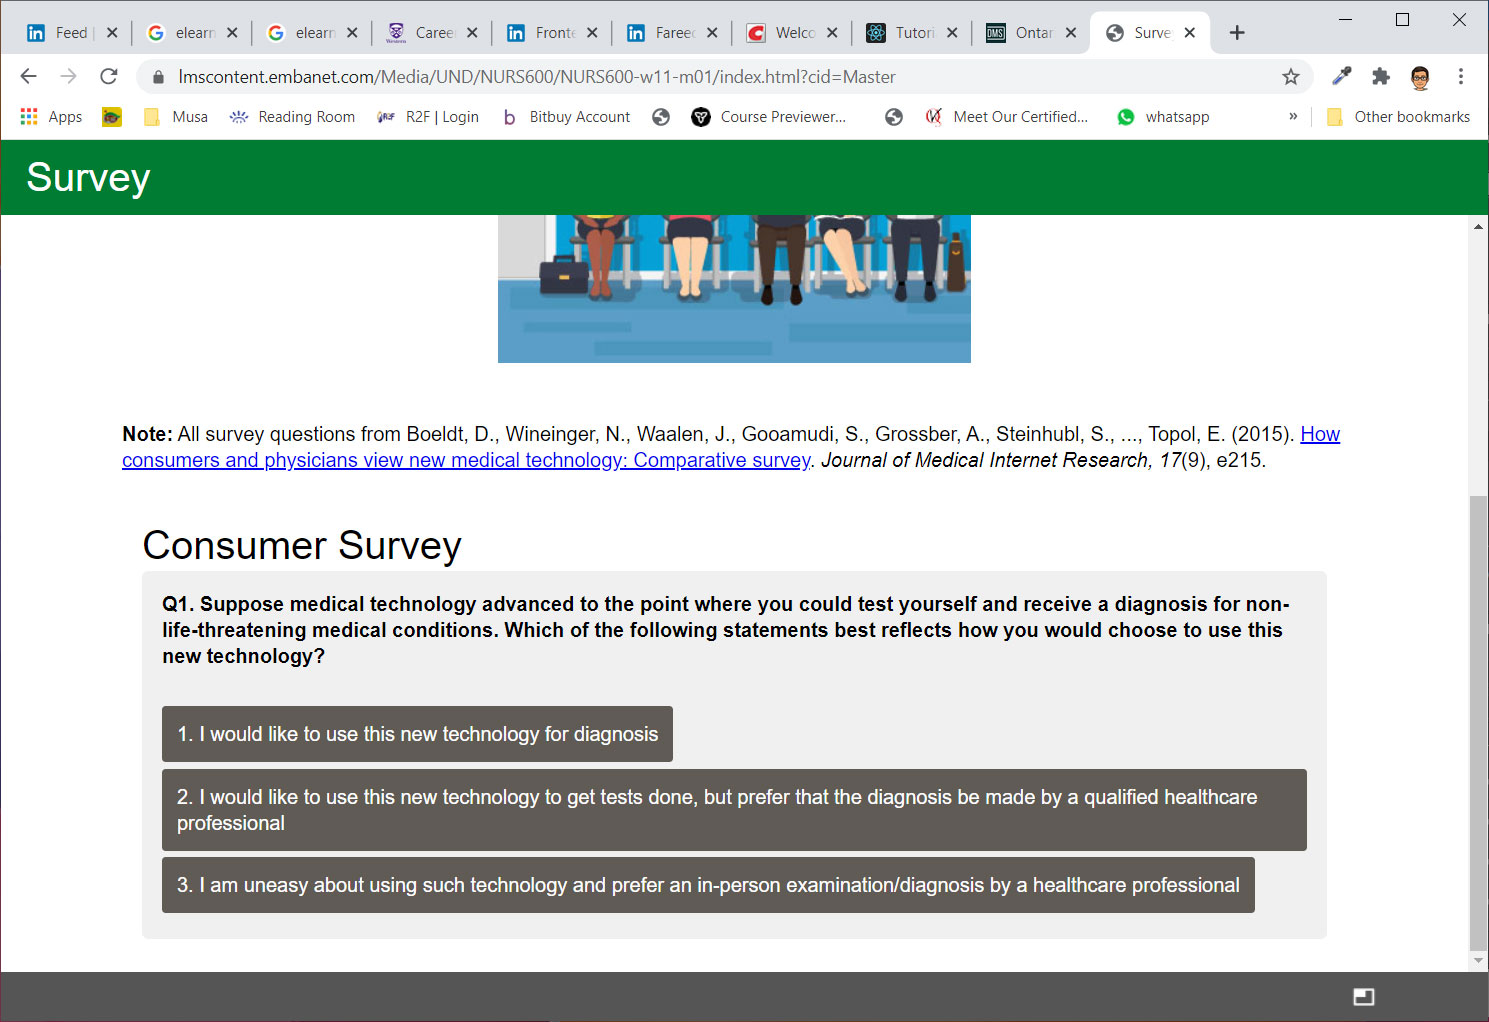 Feed
elearn
elearn
Caree
Fronte
Fareed
Welco
Tutori
Ontar
Surve
lmscontent.embanet.com/Media/UND/NURS600/NURS600-w11-m01/index.html?cid=Master
Apps
Musa
Reading Room
R2F | Login
Bitbuy Account
Course Previewer...
Meet Our Certified...
whatsapp
»
Other bookmarks
Survey
Note: All survey questions from Boeldt, D., Wineinger, N., Waalen, J., Gooamudi, S., Grossber, A., Steinhubl, S., ..., Topol, E. (2015). How
consumers and physicians view new medical technology: Comparative survey. Journal of Medical Internet Research, 17(9), e215.
Consumer Survey
Q1. Suppose medical technology advanced to the point where you could test yourself and receive a diagnosis for non-
life-threatening medical conditions. Which of the following statements best reflects how you would choose to use this
new technology?
1. I would like to use this new technology for diagnosis
2. I would like to use this new technology to get tests done, but prefer that the diagnosis be made by a qualified healthcare
professional
3. I am uneasy about using such technology and prefer an in-person examination/diagnosis by a healthcare professional